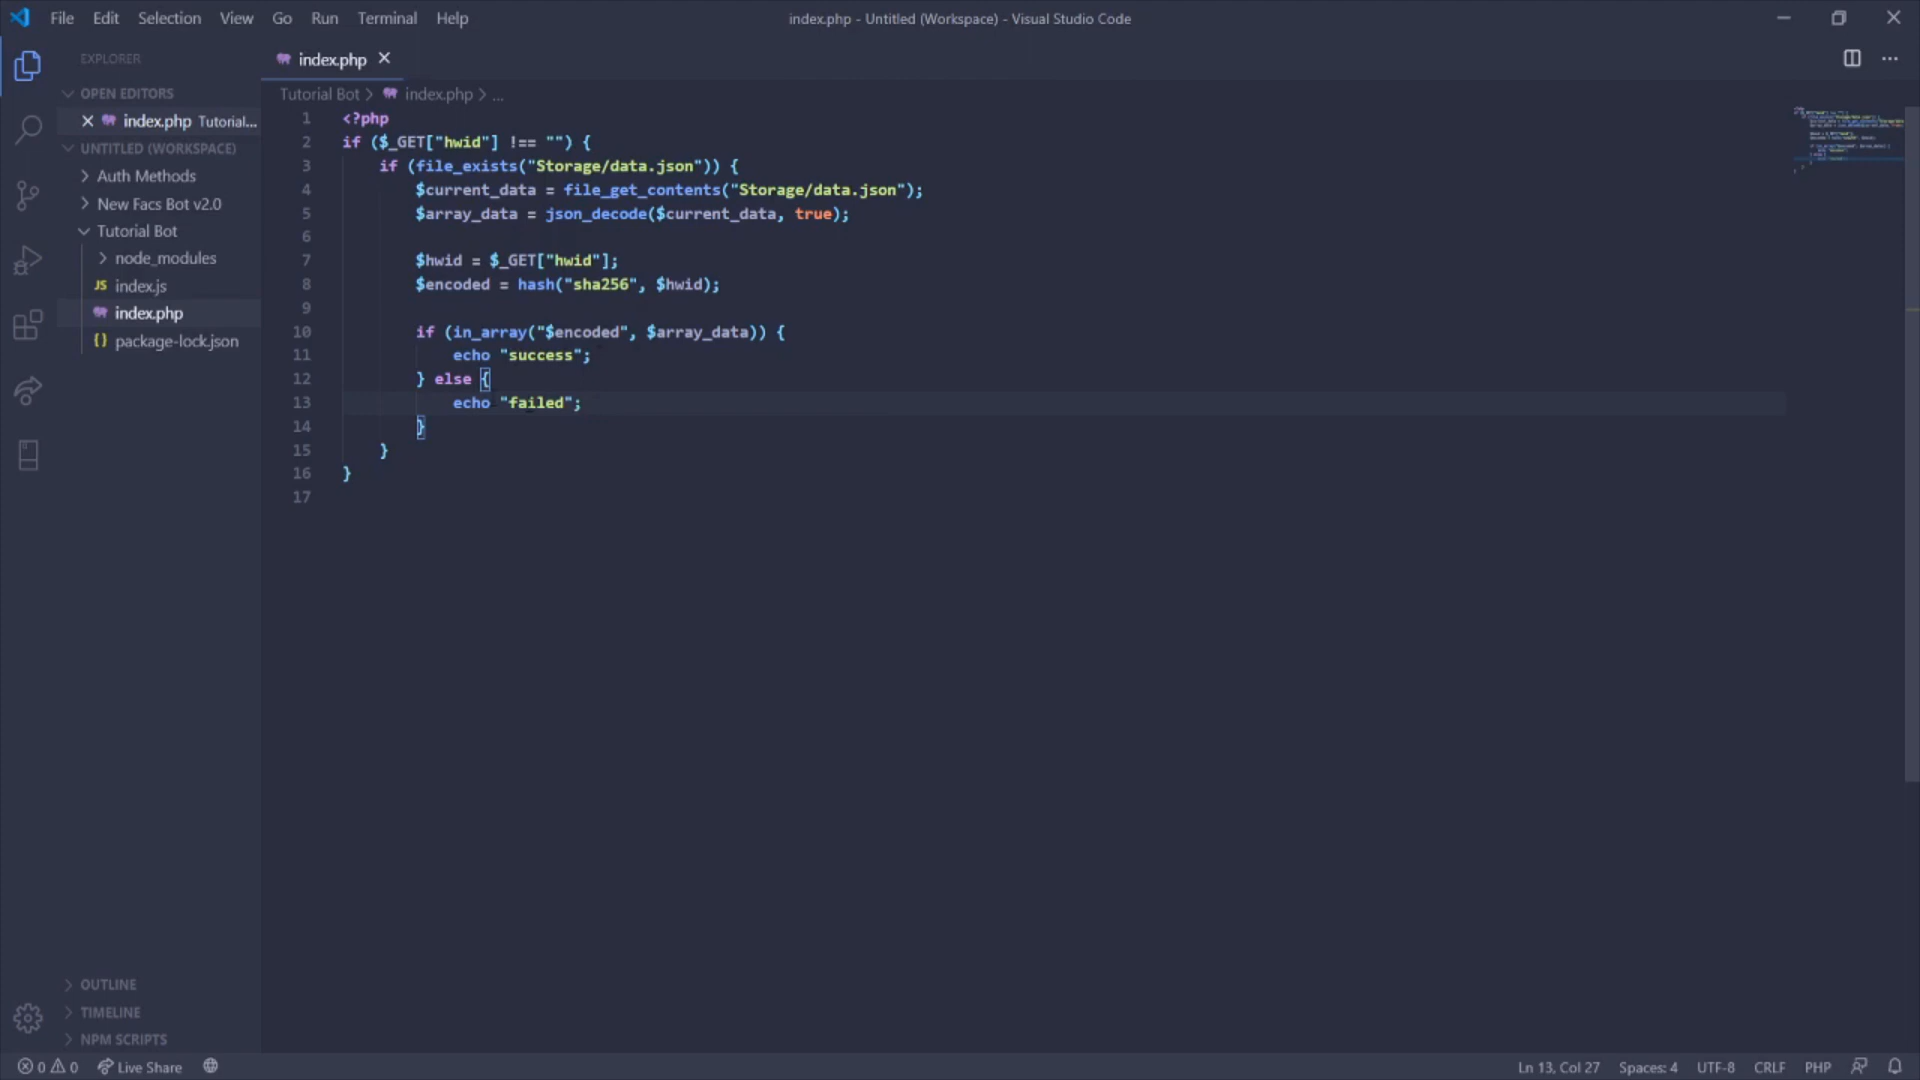 File Edit Selection View Go Run Terminal Help
index.php - Untitled (Workspace) - Visual Studio Code
EXPLORER
index.php
OPEN EDITORS
index.php Tutorial...
UNTITLED (WORKSPACE)
Auth Methods
New Facs Bot v2.0
Tutorial Bot
node_modules
JS index.js
index.php
{} package-lock.json
OUTLINE
TIMELINE
NPM SCRIPTS
Tutorial Bot > index.php > ...
1 <?php
2 if ($_GET["hwid"] !== "") {
3 if (file_exists("Storage/data.json")) {
4 $current_data = file_get_contents("Storage/data.json");
5 $array_data = json_decode($current_data, true);
6
7 $hwid = $_GET["hwid"];
8 $encoded = hash("sha256", $hwid);
9
10 if (in_array("$encoded", $array_data)) {
11 echo "success";
12 } else {
13 echo "failed";
14 }
15 }
16 }
17
0 0 Live Share
Ln 13, Col 27 Spaces: 4 UTF-8 CRLF PHP